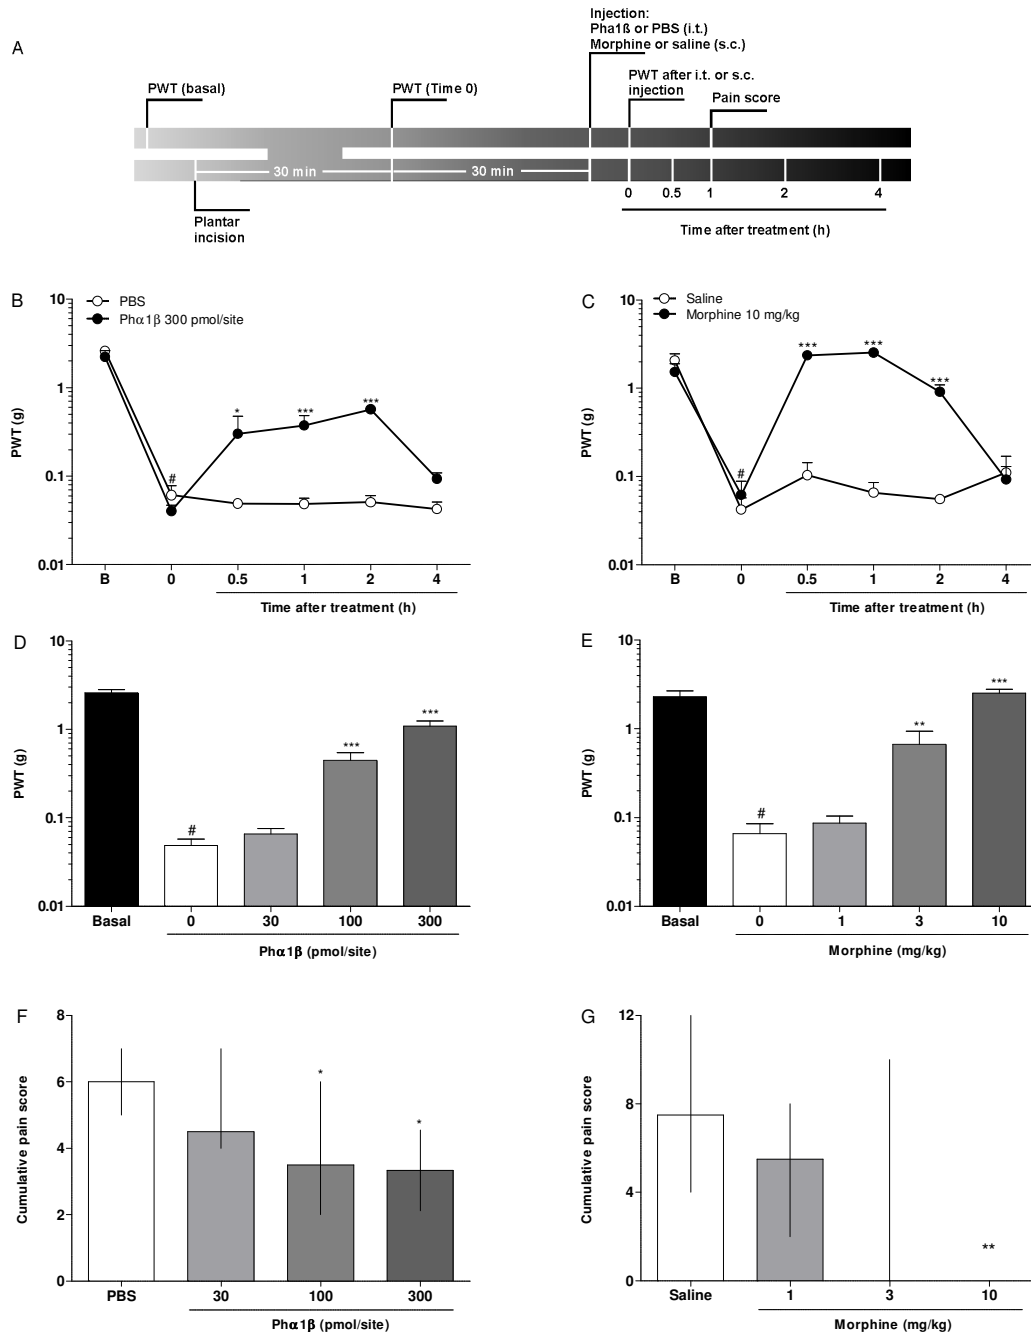 A
Injection:
Pha1ß or PBS (i.t.)
Morphine or saline (s.c.)
PWT (basal)
PWT (Time 0)
PWT after i.t. or s.c.
injection
Pain score
30 min
30 min
Plantar
incision
0 0.5 1 2 4
Time after treatment (h)
B
PBS
Phα1β 300 pmol/site
10
1
0.1
0.01
PWT (g)
#
*
***
***
B 0 0.5 1 2 4
Time after treatment (h)
C
Saline
Morphine 10 mg/kg
10
1
0.1
0.01
PWT (g)
#
***
***
***
B 0 0.5 1 2 4
Time after treatment (h)
D
10
1
0.1
0.01
PWT (g)
#
***
***
Basal 0 30 100 300
Phα1β (pmol/site)
E
10
1
0.1
0.01
PWT (g)
#
**
***
Basal 0 1 3 10
Morphine (mg/kg)
F
8
6
4
2
0
Cumulative pain score
*
*
PBS 30 100 300
Phα1β (pmol/site)
G
12
8
4
0
Cumulative pain score
**
Saline 1 3 10
Morphine (mg/kg)